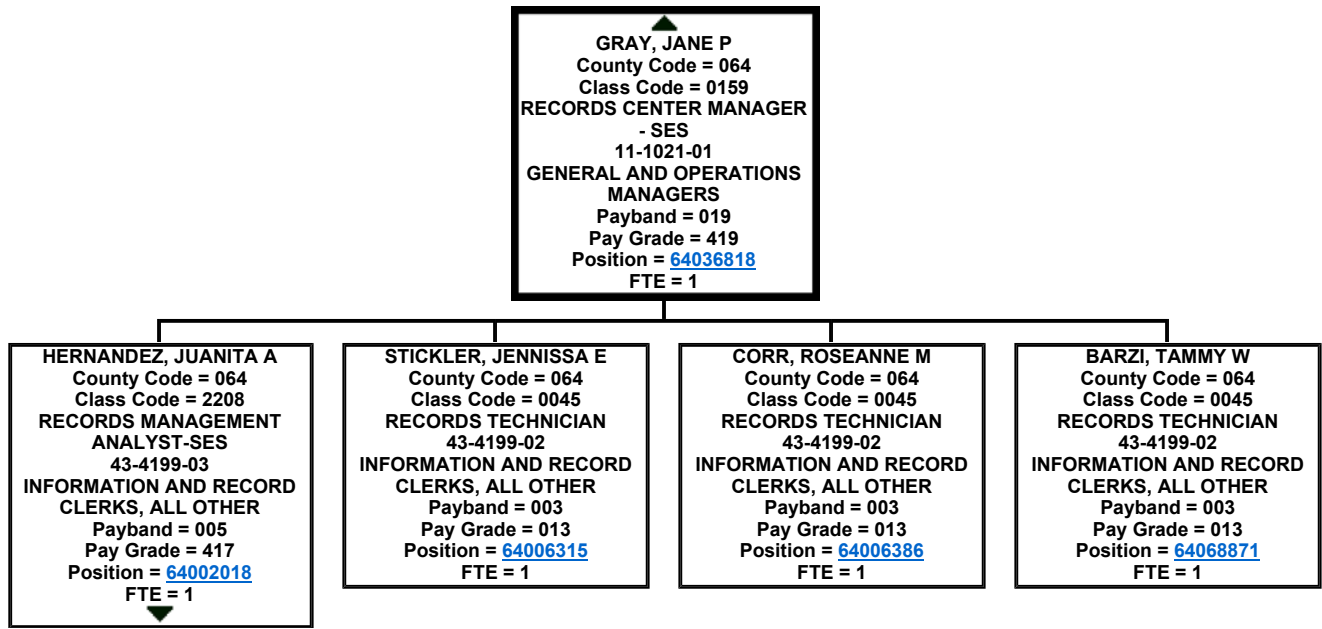 GRAY, JANE P
County Code = 064
Class Code = 0159
RECORDS CENTER MANAGER
- SES
11-1021-01
GENERAL AND OPERATIONS
MANAGERS
Payband = 019
Pay Grade = 419
Position = 64036818
FTE = 1
HERNANDEZ, JUANITA A
County Code = 064
Class Code = 2208
RECORDS MANAGEMENT
ANALYST-SES
43-4199-03
INFORMATION AND RECORD
CLERKS, ALL OTHER
Payband = 005
Pay Grade = 417
Position = 64002018
FTE = 1
STICKLER, JENNISSA E
County Code = 064
Class Code = 0045
RECORDS TECHNICIAN
43-4199-02
INFORMATION AND RECORD
CLERKS, ALL OTHER
Payband = 003
Pay Grade = 013
Position = 64006315
FTE = 1
CORR, ROSEANNE M
County Code = 064
Class Code = 0045
RECORDS TECHNICIAN
43-4199-02
INFORMATION AND RECORD
CLERKS, ALL OTHER
Payband = 003
Pay Grade = 013
Position = 64006386
FTE = 1
BARZI, TAMMY W
County Code = 064
Class Code = 0045
RECORDS TECHNICIAN
43-4199-02
INFORMATION AND RECORD
CLERKS, ALL OTHER
Payband = 003
Pay Grade = 013
Position = 64068871
FTE = 1